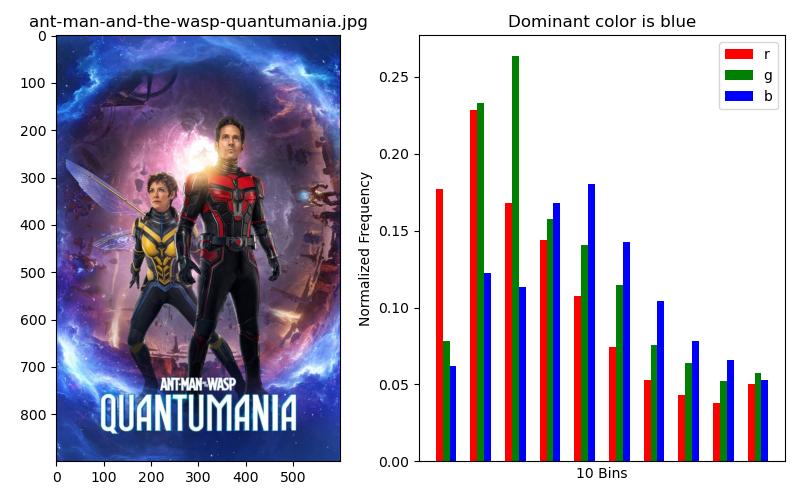 ant-man-and-the-wasp-quantumania.jpg
0
100
200
300
400
500
600
700
800
0
100
200
300
400
500
ANT-MAN AND THE WASP
QUANTUMANIA
Dominant color is blue
r
g
b
Normalized Frequency
0.25
0.20
0.15
0.10
0.05
0.00
10 Bins